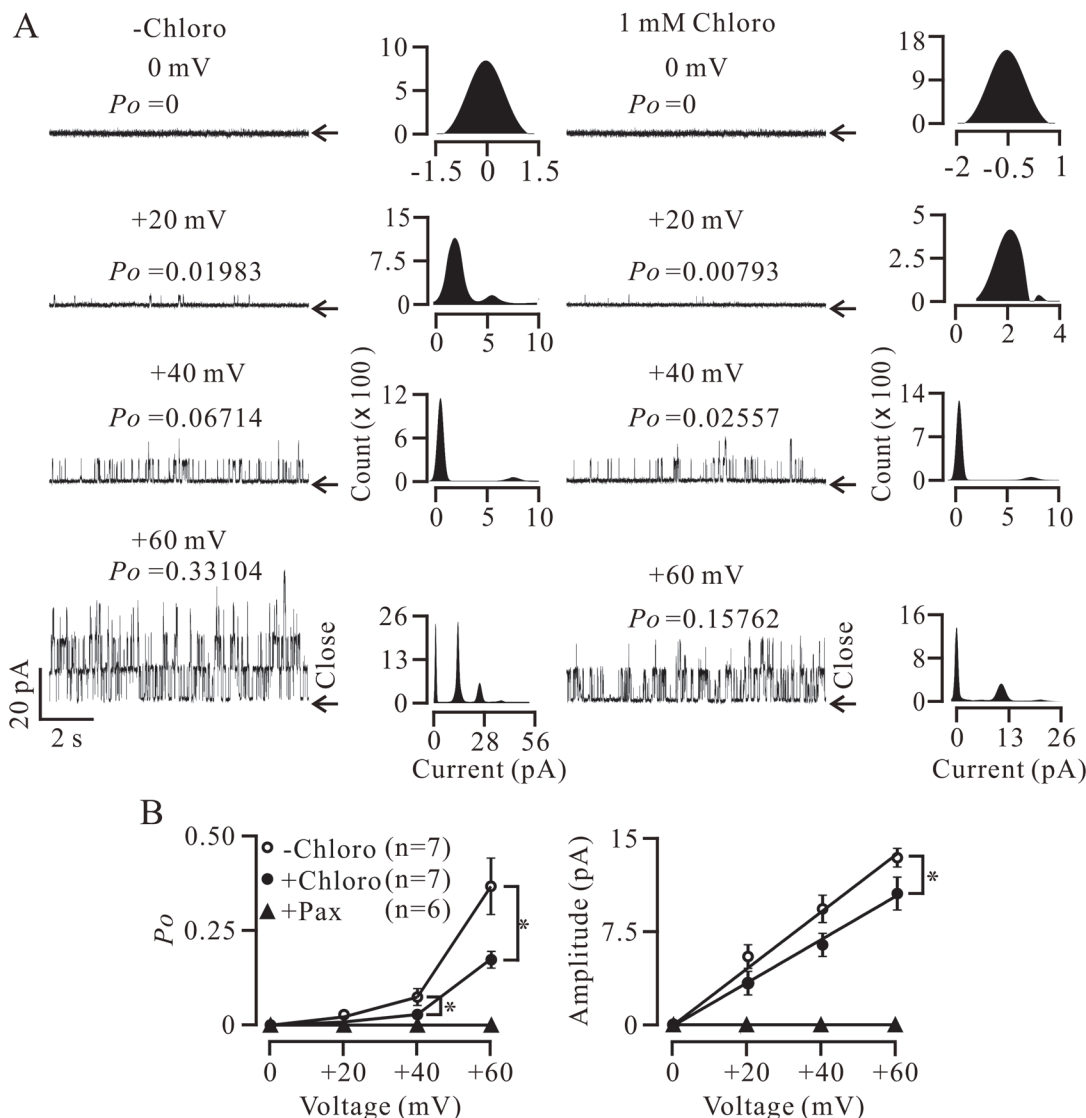 A
-Chloro
1 mM Chloro
0 mV
Po =0
10
5
0
-1.5 0 1.5
0 mV
Po =0
18
9
0
-2 -0.5 1
+20 mV
Po =0.01983
15
7.5
0
0 5 10
+20 mV
Po =0.00793
5
2.5
0
0 2 4
+40 mV
Po =0.06714
Count (x 100 )
12
6
0
0 5 10
+40 mV
Po =0.02557
Count (x 100 )
14
7
0
0 5 10
+60 mV
Po =0.33104
Close
20 pA
2 s
26
13
0
0 28 56
Current (pA)
+60 mV
Po =0.15762
Close
16
8
0
0 13 26
Current (pA)
B
Po
0.50
0.25
0
-Chloro (n=7)
+Chloro (n=7)
+Pax (n=6)
*
*
0 +20 +40 +60
Voltage (mV)
Amplitude (pA)
15
7.5
0
*
0 +20 +40 +60
Voltage (mV)